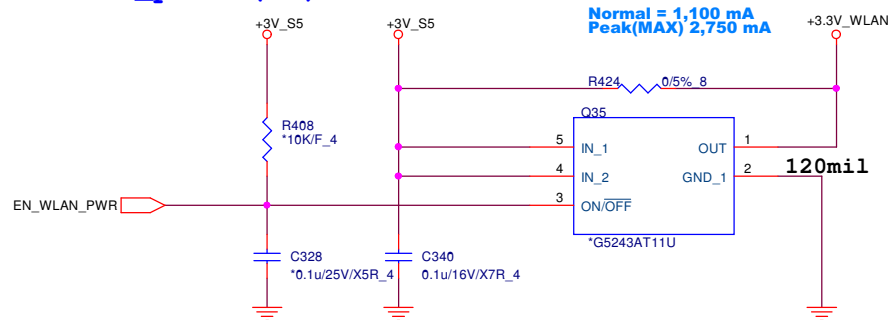 Normal = 1,100 mA
Peak(MAX) 2,750 mA
+3V_S5
+3V_S5
+3.3V_WLAN
R424
0/5%_8
Q35
R408
*10K/F_4
5
IN_1
OUT
1
4
IN_2
GND_1
2
120mil
3
ON/OFF
EN_WLAN_PWR
*G5243AT11U
C328
*0.1u/25V/X5R_4
C340
0.1u/16V/X7R_4